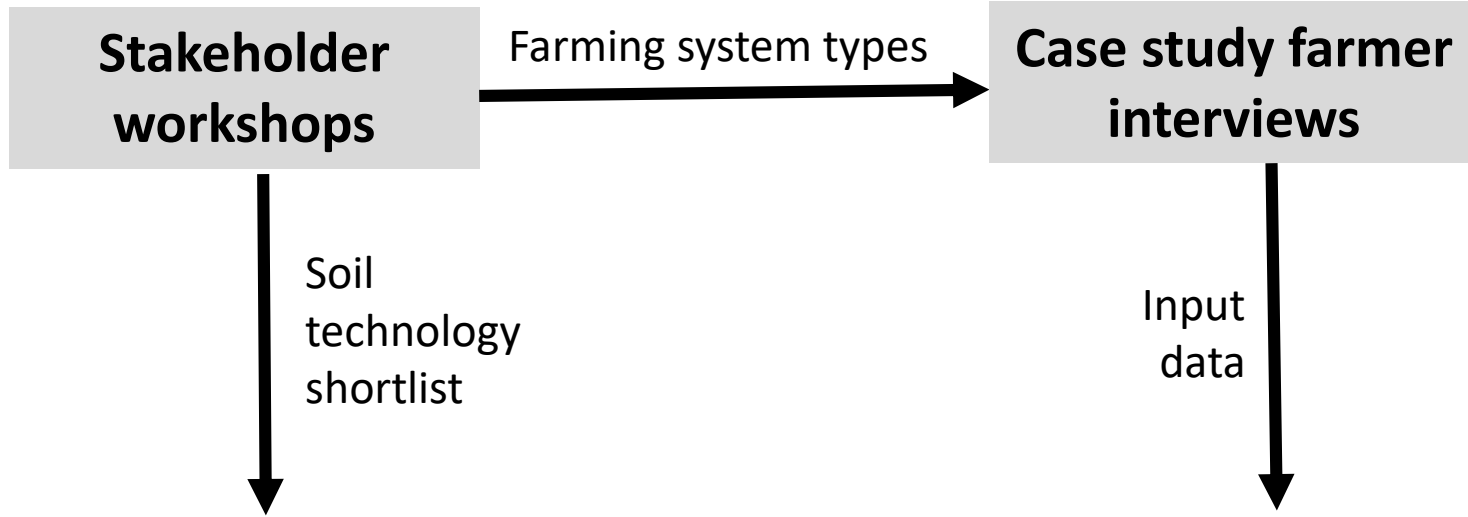 Stakeholder
workshops
Farming system types
Case study farmer
interviews
Soil
technology
shortlist
Input
data